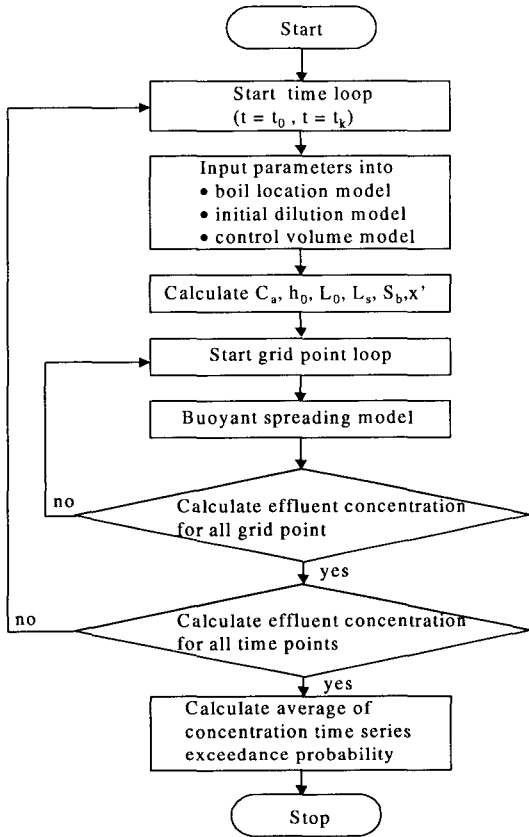 Start
Start time loop
(t = t₀ , t = tₖ)
Input parameters into
• boil location model
• initial dilution model
• control volume model
Calculate Cₐ, h₀, L₀, Lₛ, S_b,x'
Start grid point loop
Buoyant spreading model
no
Calculate effluent concentration
for all grid point
yes
no
Calculate effluent concentration
for all time points
yes
Calculate average of
concentration time series
exceedance probability
Stop